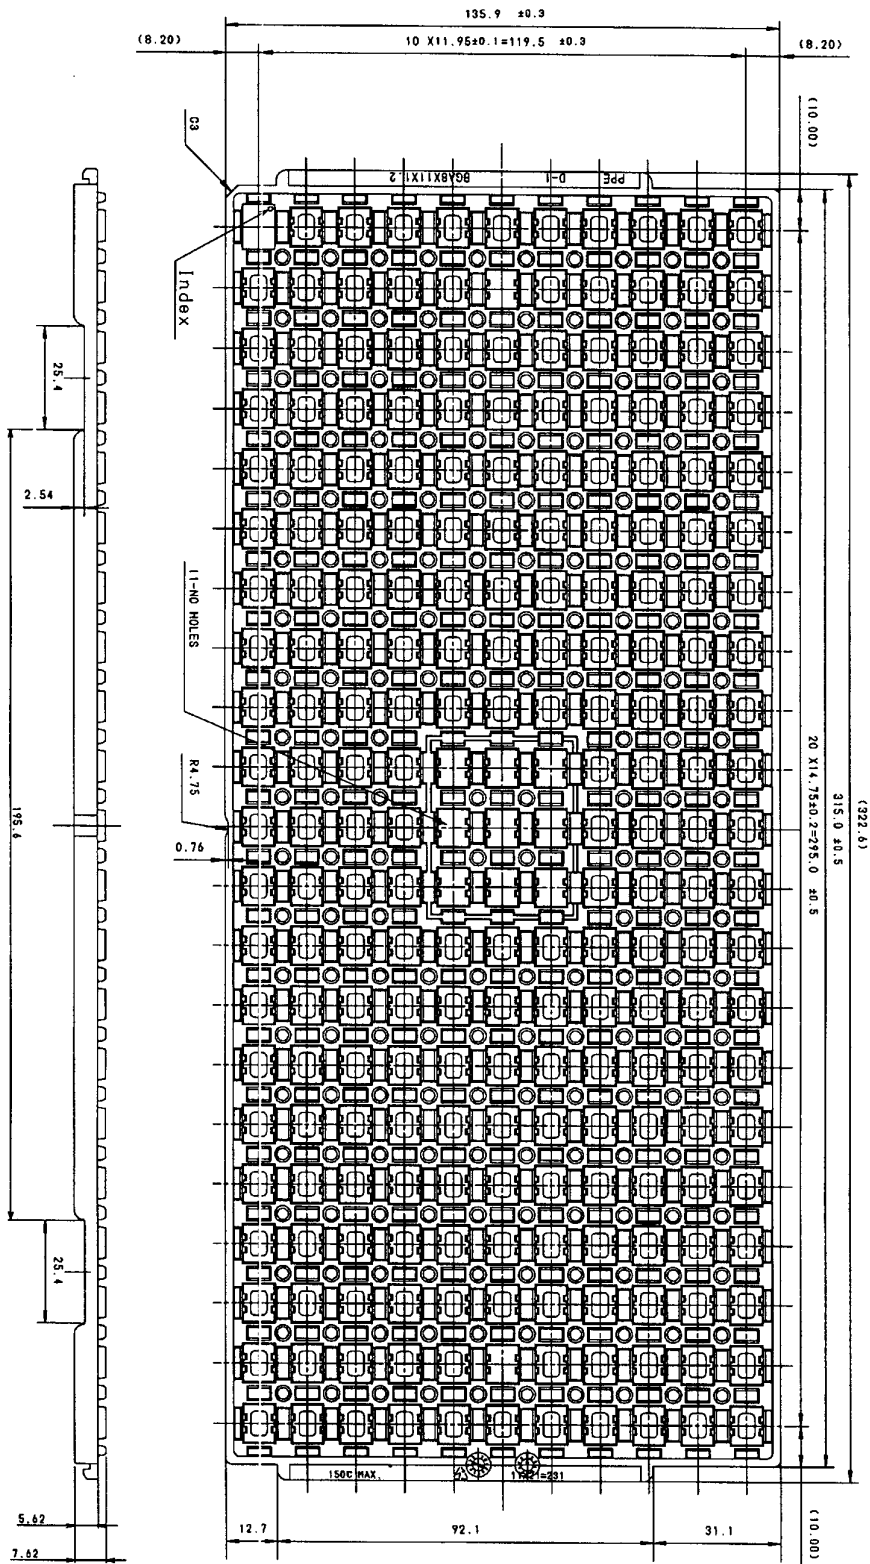 135.9 ±0.3
(8.20)
10 X11.95±0.1=119.5 ±0.3
(8.20)
(10.00)
C3
BGA8X11X1.2
D-1
PPE
Index
25.4
2.54
11-NO HOLES
R4.75
0.76
195.6
20 X14.75±0.2=295.0 ±0.5
315.0 ±0.5
(322.6)
25.4
150℃ MAX.
11X21=231
5.62
7.62
12.7
92.1
31.1
(10.00)